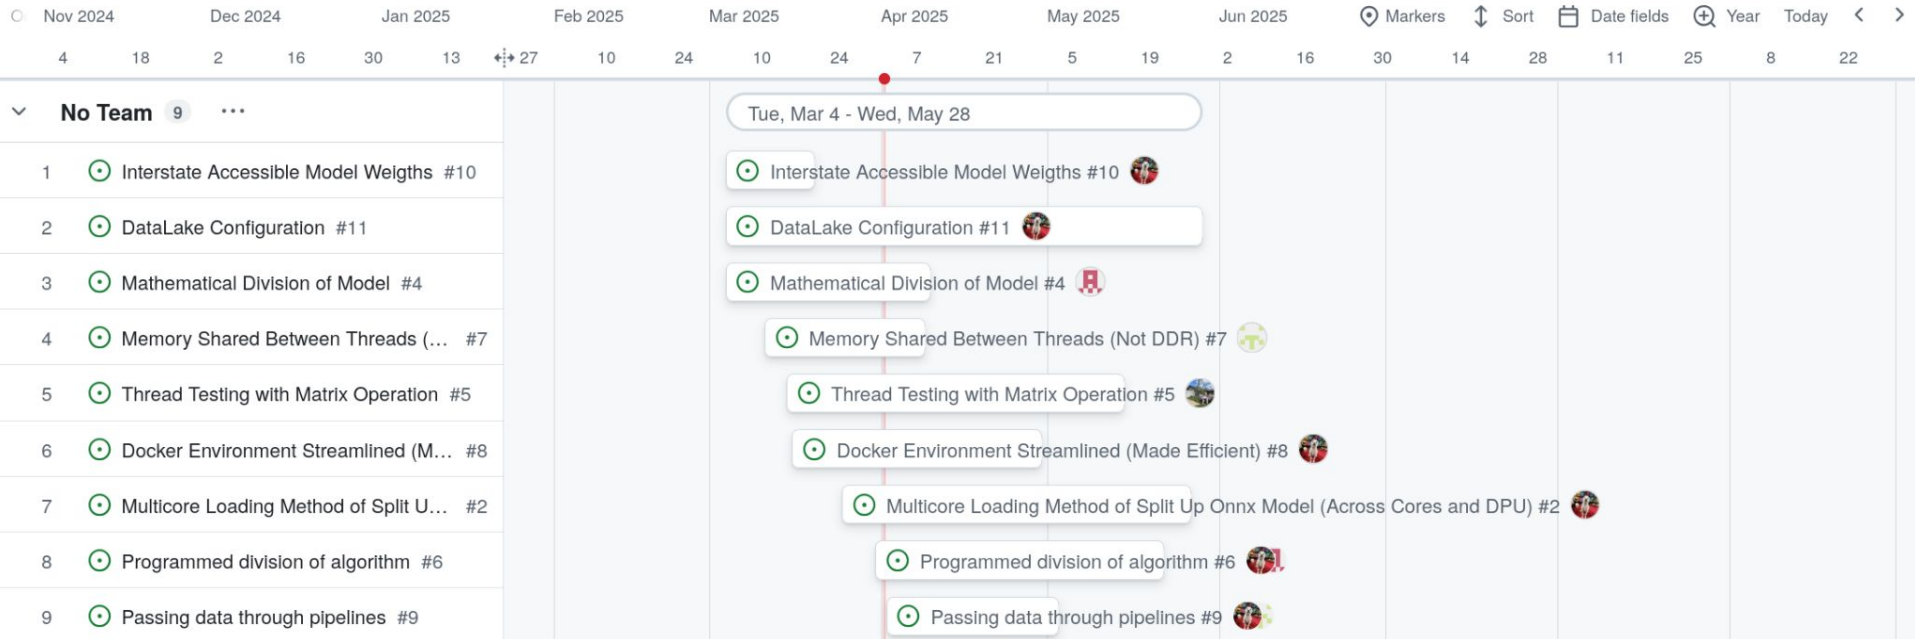 Nov 2024 Dec 2024 Jan 2025 Feb 2025 Mar 2025 Apr 2025 May 2025 Jun 2025 Markers Sort Date fields Year Today
4 18 2 16 30 13 27 10 24 10 24 7 21 5 19 2 16 30 14 28 11 25 8 22
No Team 9 ... Tue, Mar 4 - Wed, May 28
1 Interstate Accessible Model Weigths #10 Interstate Accessible Model Weigths #10
2 DataLake Configuration #11 DataLake Configuration #11
3 Mathematical Division of Model #4 Mathematical Division of Model #4
4 Memory Shared Between Threads (... #7 Memory Shared Between Threads (Not DDR) #7
5 Thread Testing with Matrix Operation #5 Thread Testing with Matrix Operation #5
6 Docker Environment Streamlined (M... #8 Docker Environment Streamlined (Made Efficient) #8
7 Multicore Loading Method of Split U... #2 Multicore Loading Method of Split Up Onnx Model (Across Cores and DPU) #2
8 Programmed division of algorithm #6 Programmed division of algorithm #6
9 Passing data through pipelines #9 Passing data through pipelines #9